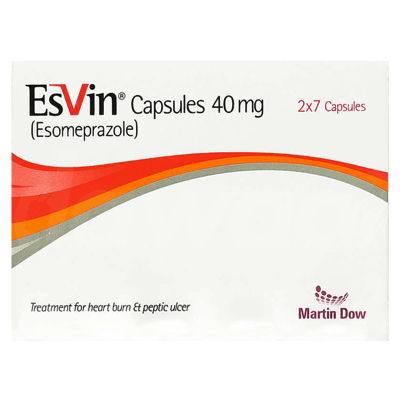 EsVin® Capsules 40 mg 2x7 Capsules
(Esomeprazole)
Treatment for heart burn & peptic ulcer
Martin Dow